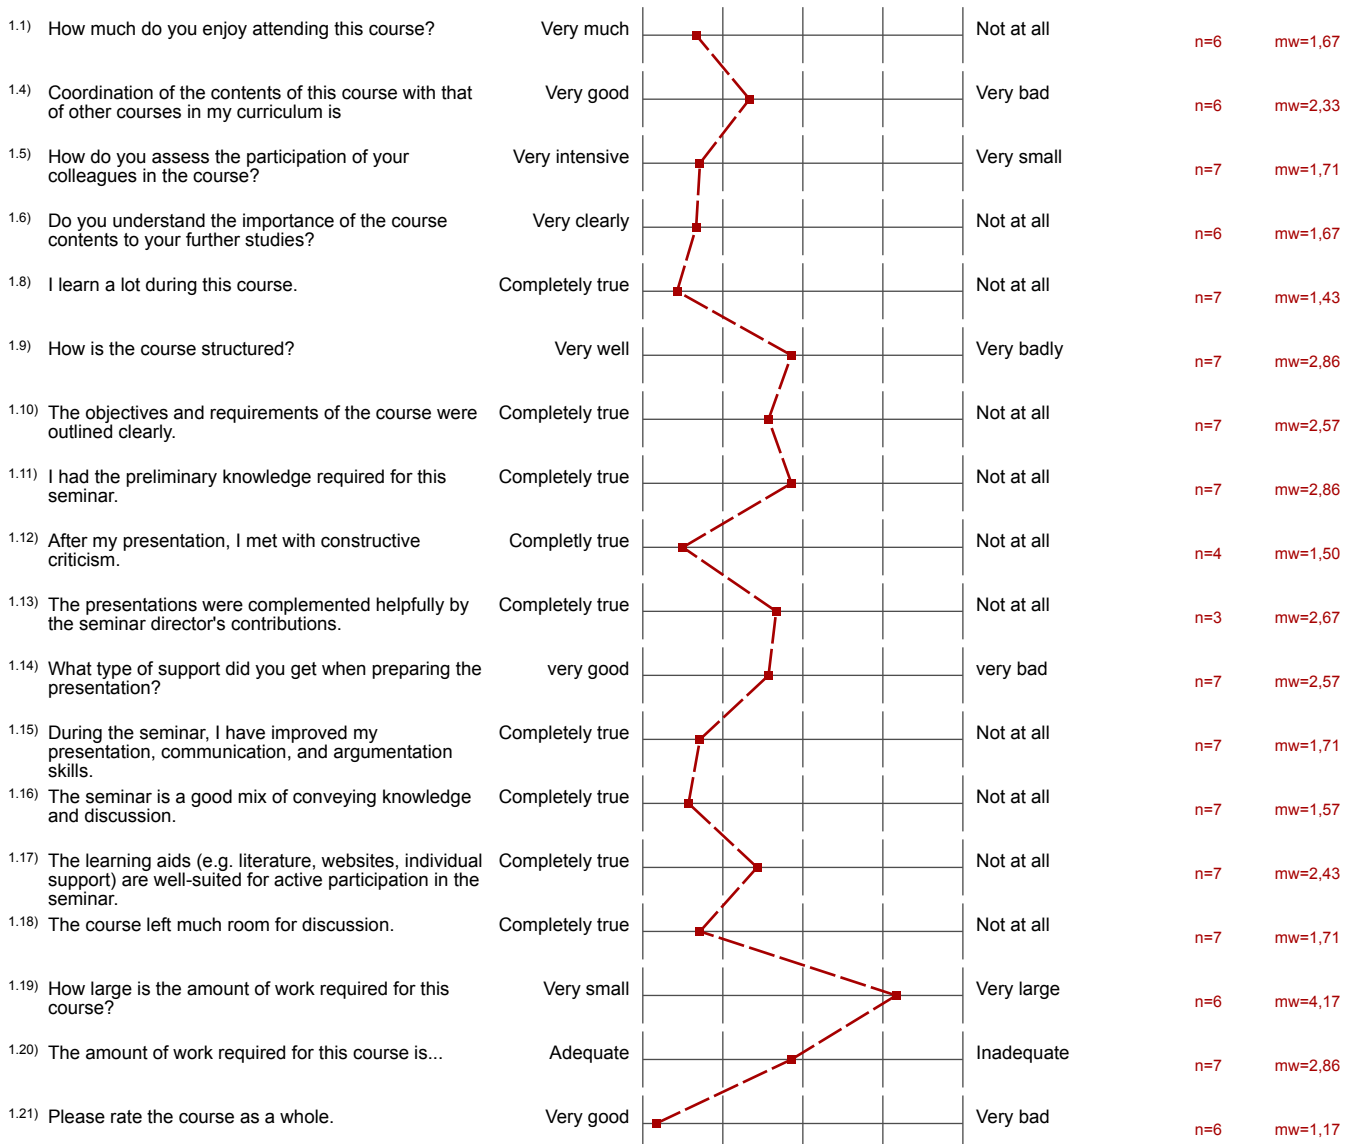 1.1) How much do you enjoy attending this course? Very much Not at all n=6 mw=1,67
1.4) Coordination of the contents of this course with that Very good Very bad n=6 mw=2,33
of other courses in my curriculum is
1.5) How do you assess the participation of your Very intensive Very small n=7 mw=1,71
colleagues in the course?
1.6) Do you understand the importance of the course Very clearly Not at all n=6 mw=1,67
contents to your further studies?
1.8) I learn a lot during this course. Completely true Not at all n=7 mw=1,43
1.9) How is the course structured? Very well Very badly n=7 mw=2,86
1.10) The objectives and requirements of the course were Completely true Not at all n=7 mw=2,57
outlined clearly.
1.11) I had the preliminary knowledge required for this Completely true Not at all n=7 mw=2,86
seminar.
1.12) After my presentation, I met with constructive Completly true Not at all n=4 mw=1,50
criticism.
1.13) The presentations were complemented helpfully by Completely true Not at all n=3 mw=2,67
the seminar director's contributions.
1.14) What type of support did you get when preparing the very good very bad n=7 mw=2,57
presentation?
1.15) During the seminar, I have improved my Completely true Not at all n=7 mw=1,71
presentation, communication, and argumentation
skills.
1.16) The seminar is a good mix of conveying knowledge Completely true Not at all n=7 mw=1,57
and discussion.
1.17) The learning aids (e.g. literature, websites, individual Completely true Not at all n=7 mw=2,43
support) are well-suited for active participation in the
seminar.
1.18) The course left much room for discussion. Completely true Not at all n=7 mw=1,71
1.19) How large is the amount of work required for this Very small Very large n=6 mw=4,17
course?
1.20) The amount of work required for this course is... Adequate Inadequate n=7 mw=2,86
1.21) Please rate the course as a whole. Very good Very bad n=6 mw=1,17